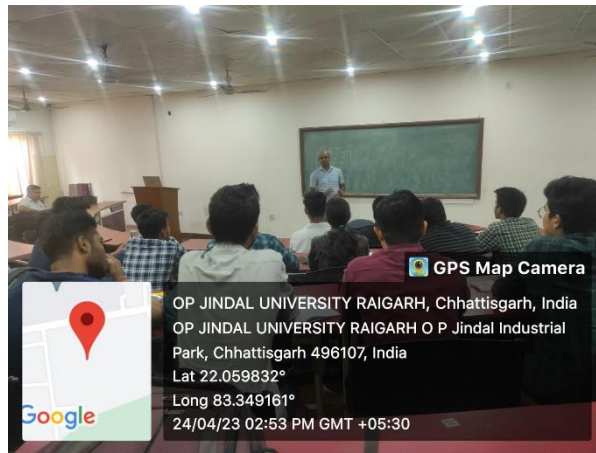 GPS Map Camera
OP JINDAL UNIVERSITY RAIGARH, Chhattisgarh, India
OP JINDAL UNIVERSITY RAIGARH O P Jindal Industrial
Park, Chhattisgarh 496107, India
Lat 22.059832°
Long 83.349161°
24/04/23 02:53 PM GMT +05:30
Google